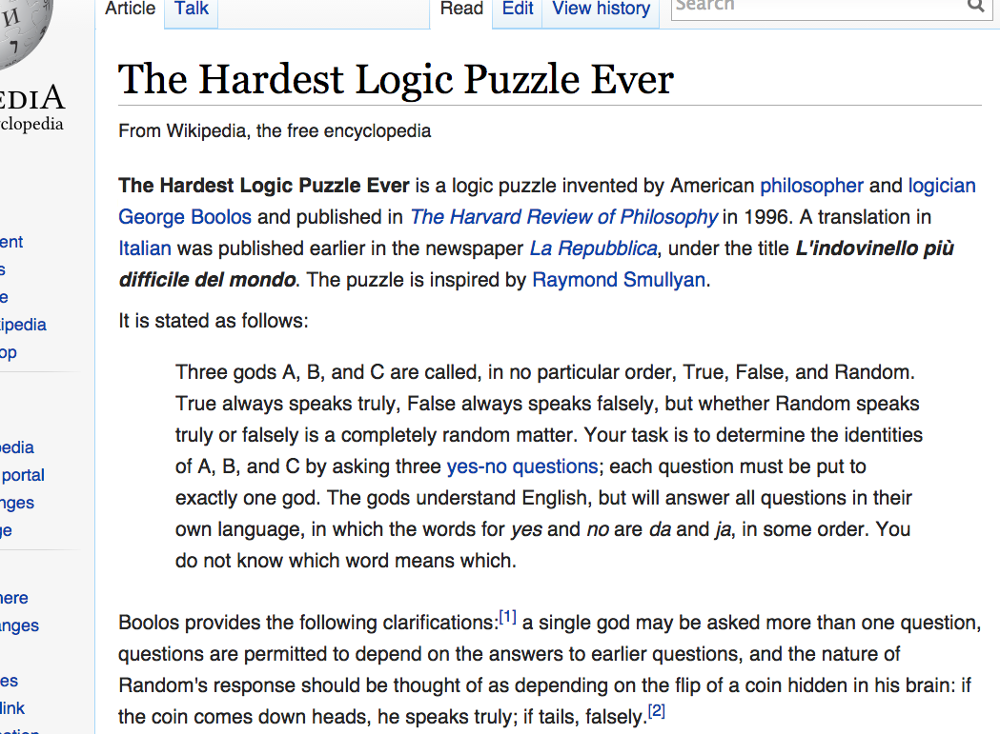 Article Talk Read Edit View history Search
The Hardest Logic Puzzle Ever
EDIA
clopedia
From Wikipedia, the free encyclopedia
The Hardest Logic Puzzle Ever is a logic puzzle invented by American philosopher and logician
George Boolos and published in The Harvard Review of Philosophy in 1996. A translation in
Italian was published earlier in the newspaper La Repubblica, under the title L'indovinello più
difficile del mondo. The puzzle is inspired by Raymond Smullyan.
It is stated as follows:
Three gods A, B, and C are called, in no particular order, True, False, and Random.
True always speaks truly, False always speaks falsely, but whether Random speaks
truly or falsely is a completely random matter. Your task is to determine the identities
of A, B, and C by asking three yes-no questions; each question must be put to
exactly one god. The gods understand English, but will answer all questions in their
own language, in which the words for yes and no are da and ja, in some order. You
do not know which word means which.
Boolos provides the following clarifications:[1] a single god may be asked more than one question,
questions are permitted to depend on the answers to earlier questions, and the nature of
Random's response should be thought of as depending on the flip of a coin hidden in his brain: if
the coin comes down heads, he speaks truly; if tails, falsely.[2]
ent
s
e
ipedia
op
edia
portal
nges
ge
here
anges
es
link